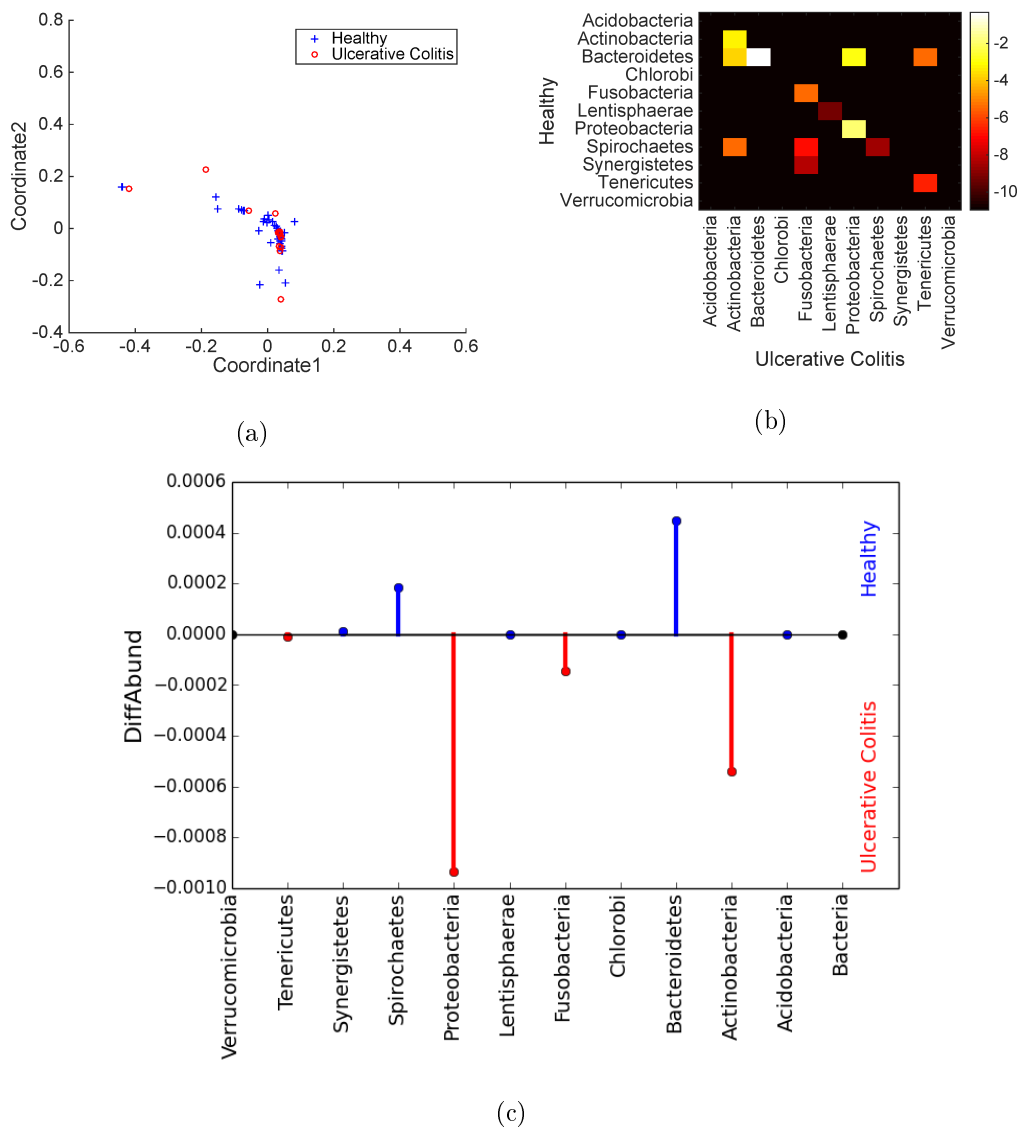 0.8
0.6
0.4
0.2
0
-0.2
-0.4
-0.6
-0.4
-0.2
0
0.2
0.4
0.6
Coordinate2
Coordinate1
Healthy
Ulcerative Colitis
(a)
Healthy
Acidobacteria
Actinobacteria
Bacteroidetes
Chlorobi
Fusobacteria
Lentisphaerae
Proteobacteria
Spirochaetes
Synergistetes
Tenericutes
Verrucomicrobia
Acidobacteria
Actinobacteria
Bacteroidetes
Chlorobi
Fusobacteria
Lentisphaerae
Proteobacteria
Spirochaetes
Synergistetes
Tenericutes
Verrucomicrobia
Ulcerative Colitis
-2
-4
-6
-8
-10
(b)
DiffAbund
0.0006
0.0004
0.0002
0.0000
−0.0002
−0.0004
−0.0006
−0.0008
−0.0010
Healthy
Ulcerative Colitis
Verrucomicrobia
Tenericutes
Synergistetes
Spirochaetes
Proteobacteria
Lentisphaerae
Fusobacteria
Chlorobi
Bacteroidetes
Actinobacteria
Acidobacteria
Bacteria
(c)